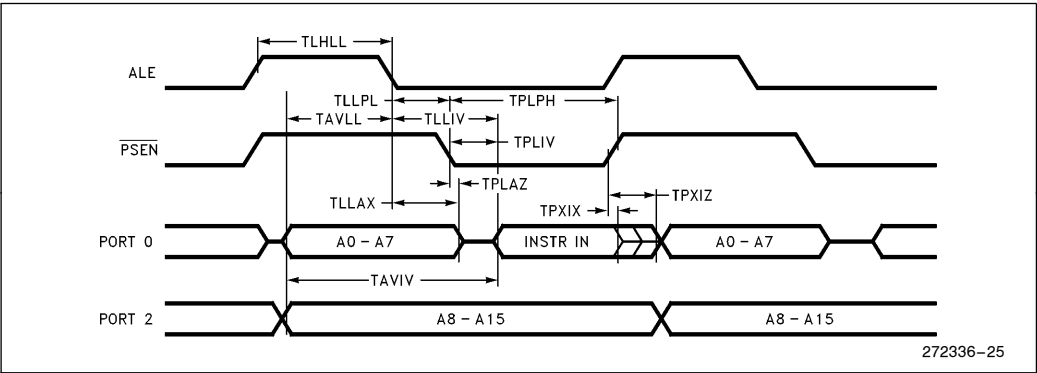 TLHLL
ALE
TLLPL TPLPH
TAVLL TLLIV
PSEN TPLIV
TPLAZ
TLLAX TPXIZ
TPXIX
PORT 0 A0 – A7 INSTR IN A0 – A7
TAVIV
PORT 2 A8 – A15 A8 – A15
272336–25